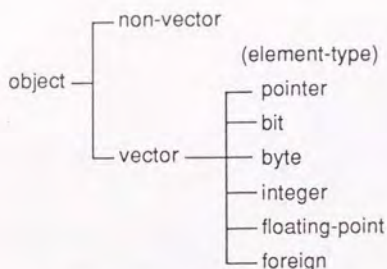 non-vector
(element-type)
object
pointer
bit
vector
byte
integer
floating-point
foreign